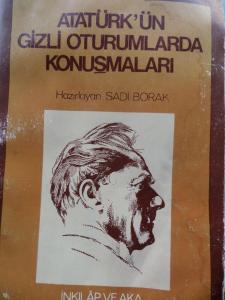 ATATÜRK'ÜN
GİZLİ OTURUMLARDA
KONUŞMALARI
Hazırlayan SADİ BORAK
İNKILÂP VE AKA